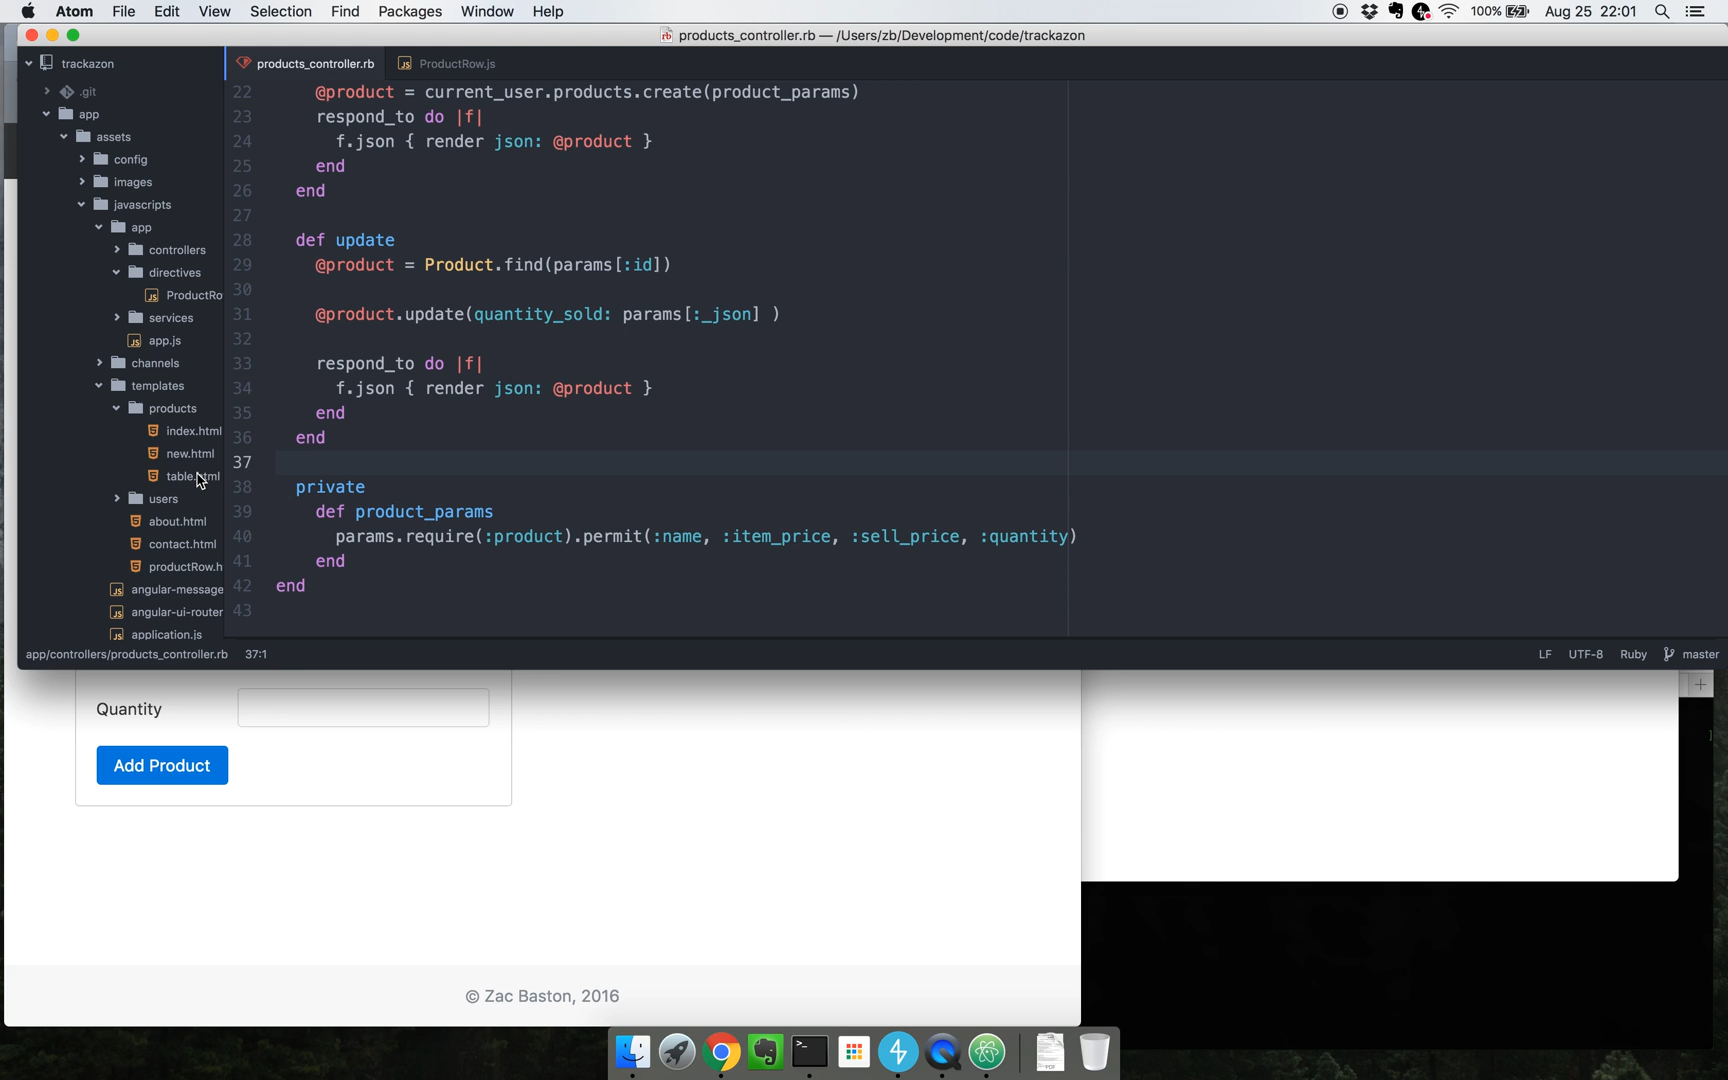 Atom File Edit View Selection Find Packages Window Help
100% Aug 25 22:01
products_controller.rb — /Users/zb/Development/code/trackazon
trackazon
products_controller.rb
ProductRow.js
.git
app
assets
config
images
javascripts
app
controllers
directives
ProductRo
services
app.js
channels
templates
products
index.html
new.html
table.html
users
about.html
contact.html
productRow.h
angular-message
angular-ui-router
application.js
22 @product = current_user.products.create(product_params)
23 respond_to do |f|
24 f.json { render json: @product }
25 end
26 end
27
28 def update
29 @product = Product.find(params[:id])
30
31 @product.update(quantity_sold: params[:_json] )
32
33 respond_to do |f|
34 f.json { render json: @product }
35 end
36 end
37
38 private
39 def product_params
40 params.require(:product).permit(:name, :item_price, :sell_price, :quantity)
41 end
42 end
43
app/controllers/products_controller.rb 37:1
LF UTF-8 Ruby master
Quantity
Add Product
© Zac Baston, 2016